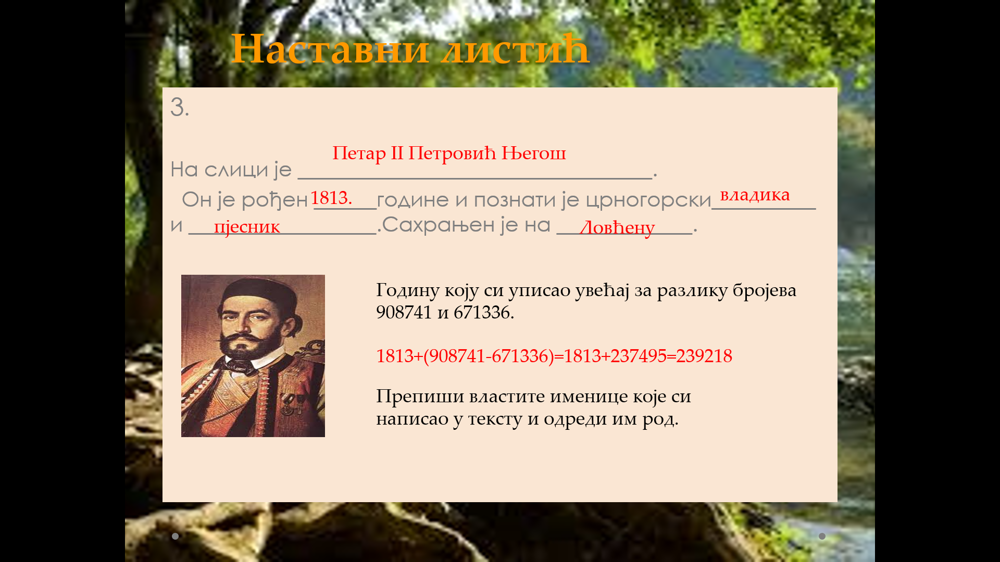 Наставни листић
3.
Петар II Петровић Његош
На слици је __________________________________.
Он је рођен 1813. године и познати је црногорски владика
и пјесник.Сахрањен је на Ловћену.
Годину коју си уписао увећај за разлику бројева
908741 и 671336.
1813+(908741-671336)=1813+237495=239218
Препиши властите именице које си
написао у тексту и одреди им род.